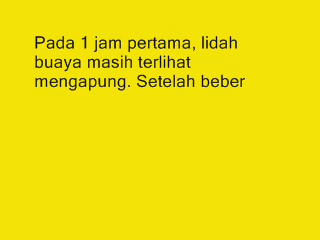 Pada 1 jam pertama, lidah
buaya masih terlihat
mengapung. Setelah beber